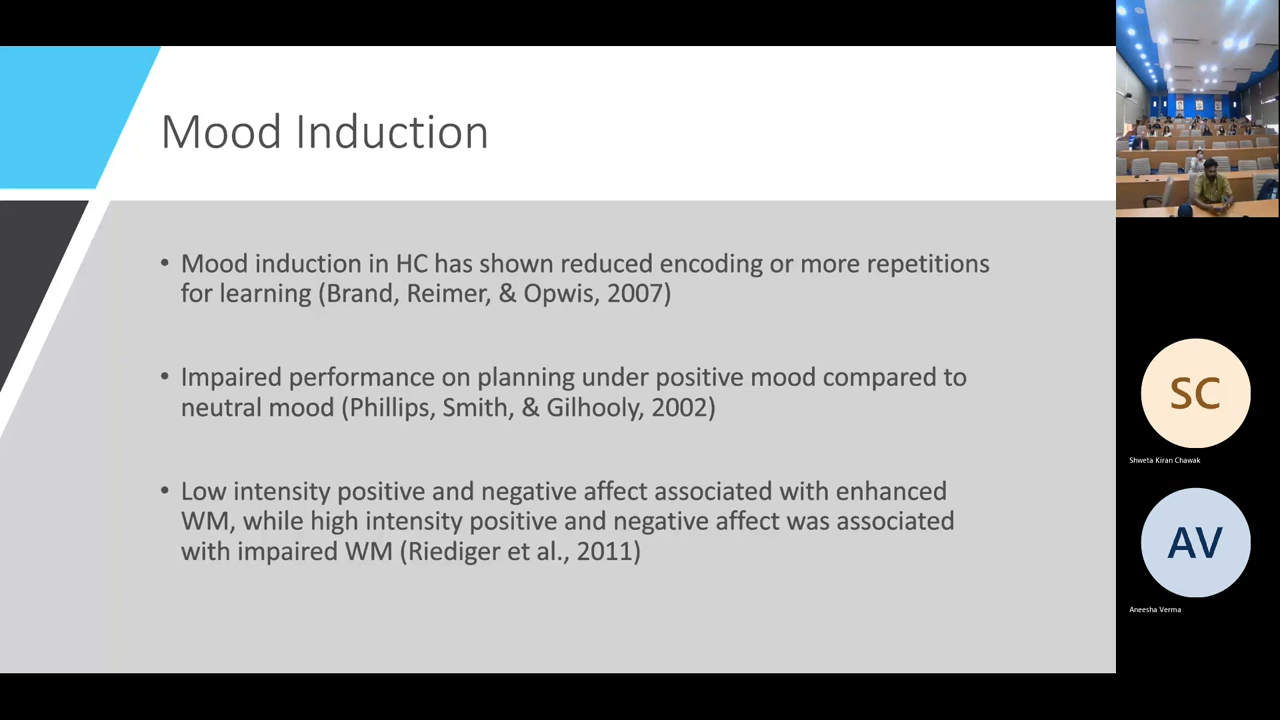 Mood Induction
• Mood induction in HC has shown reduced encoding or more repetitions
for learning (Brand, Reimer, & Opwis, 2007)
• Impaired performance on planning under positive mood compared to
neutral mood (Phillips, Smith, & Gilhooly, 2002)
• Low intensity positive and negative affect associated with enhanced
WM, while high intensity positive and negative affect was associated
with impaired WM (Riediger et al., 2011)
SC
Shweta Kiran Chawak
AV
Aneesha Verma